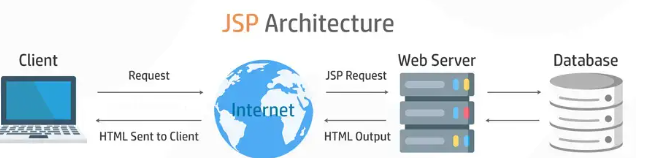 JSP Architecture
Client
Web Server
Database
Request
JSP Request
Internet
HTML Sent to Client
HTML Output